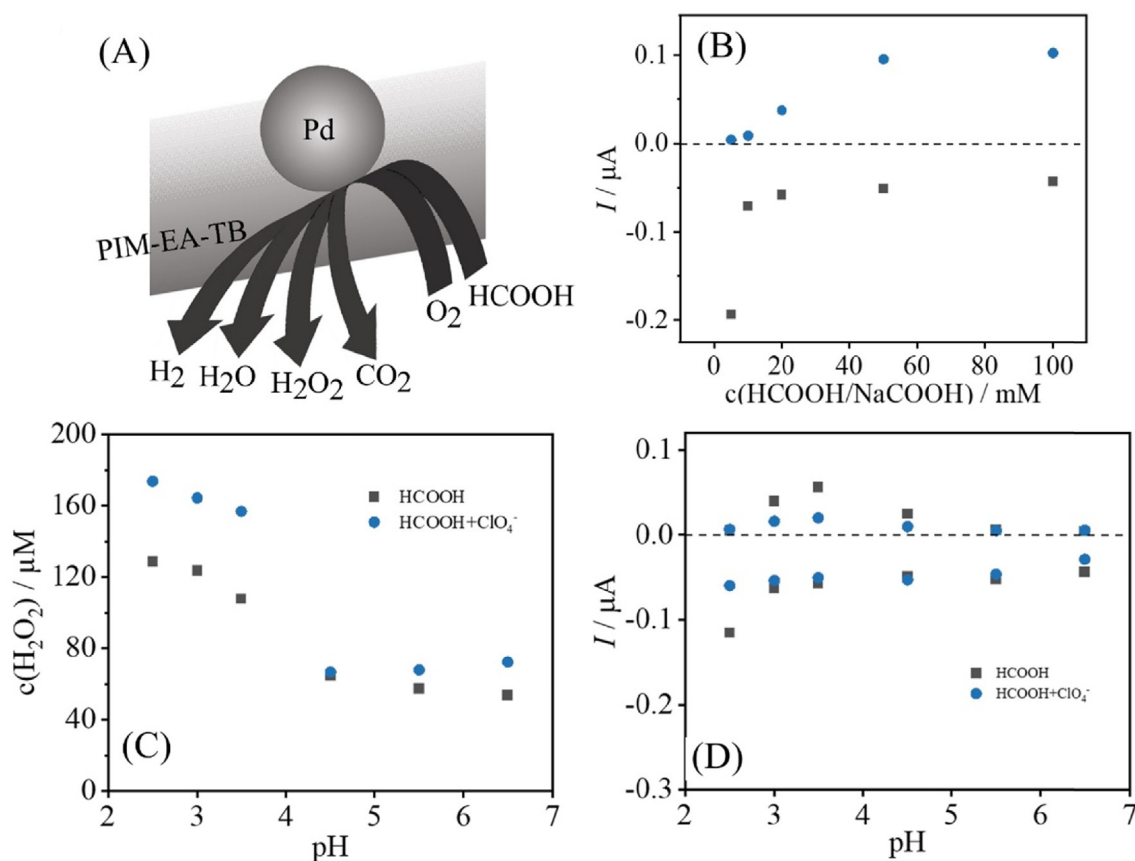 (A)
Pd
PIM-EA-TB
HCOOH
O2
H2 H2O H2O2 CO2
(B)
0.1
0.0
-0.1
-0.2
I / µA
0 20 40 60 80 100
c(HCOOH/NaCOOH) / mM
200
160
120
80
40
0
c(H2O2) / µM
HCOOH
HCOOH+ClO4-
(C)
2 3 4 5 6 7
pH
0.1
0.0
-0.1
-0.2
-0.3
I / µA
HCOOH
HCOOH+ClO4-
(D)
2 3 4 5 6 7
pH